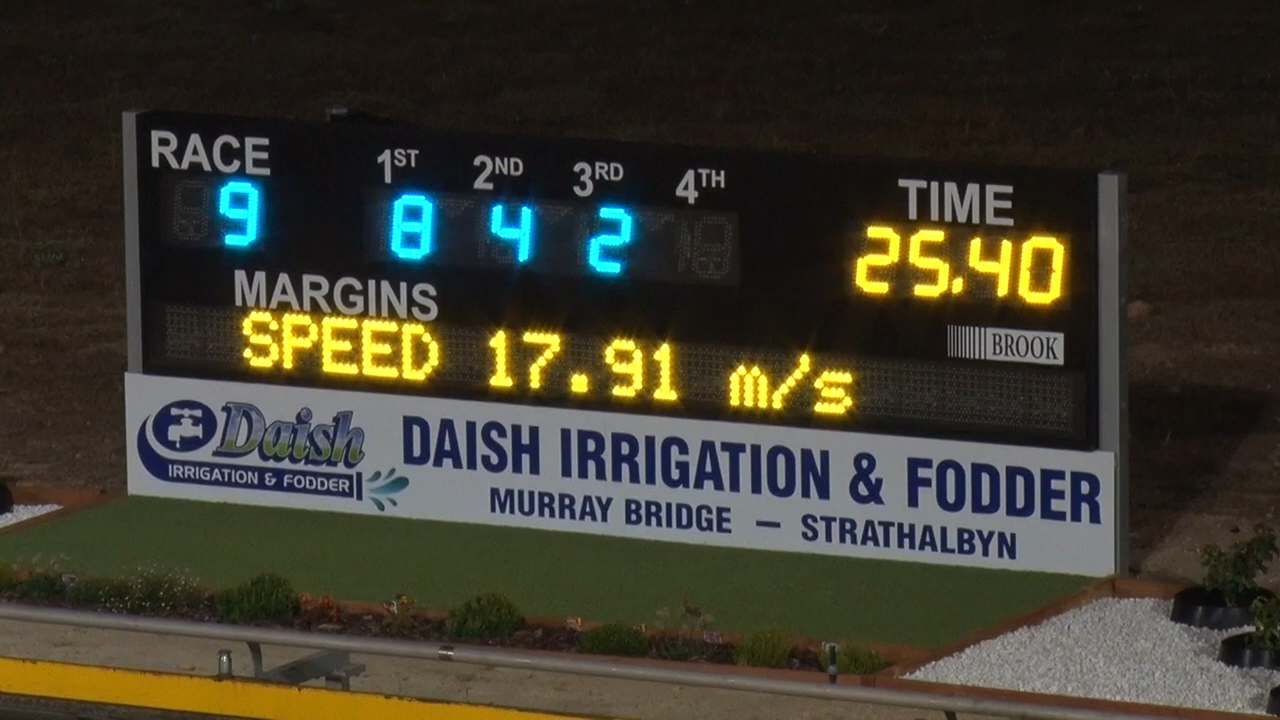 RACE 1ST 2ND 3RD 4TH TIME
9 8 4 2 25.40
MARGINS
BROOK
SPEED 17.91 m/s
Daish
IRRIGATION & FODDER
DAISH IRRIGATION & FODDER
MURRAY BRIDGE – STRATHALBYN